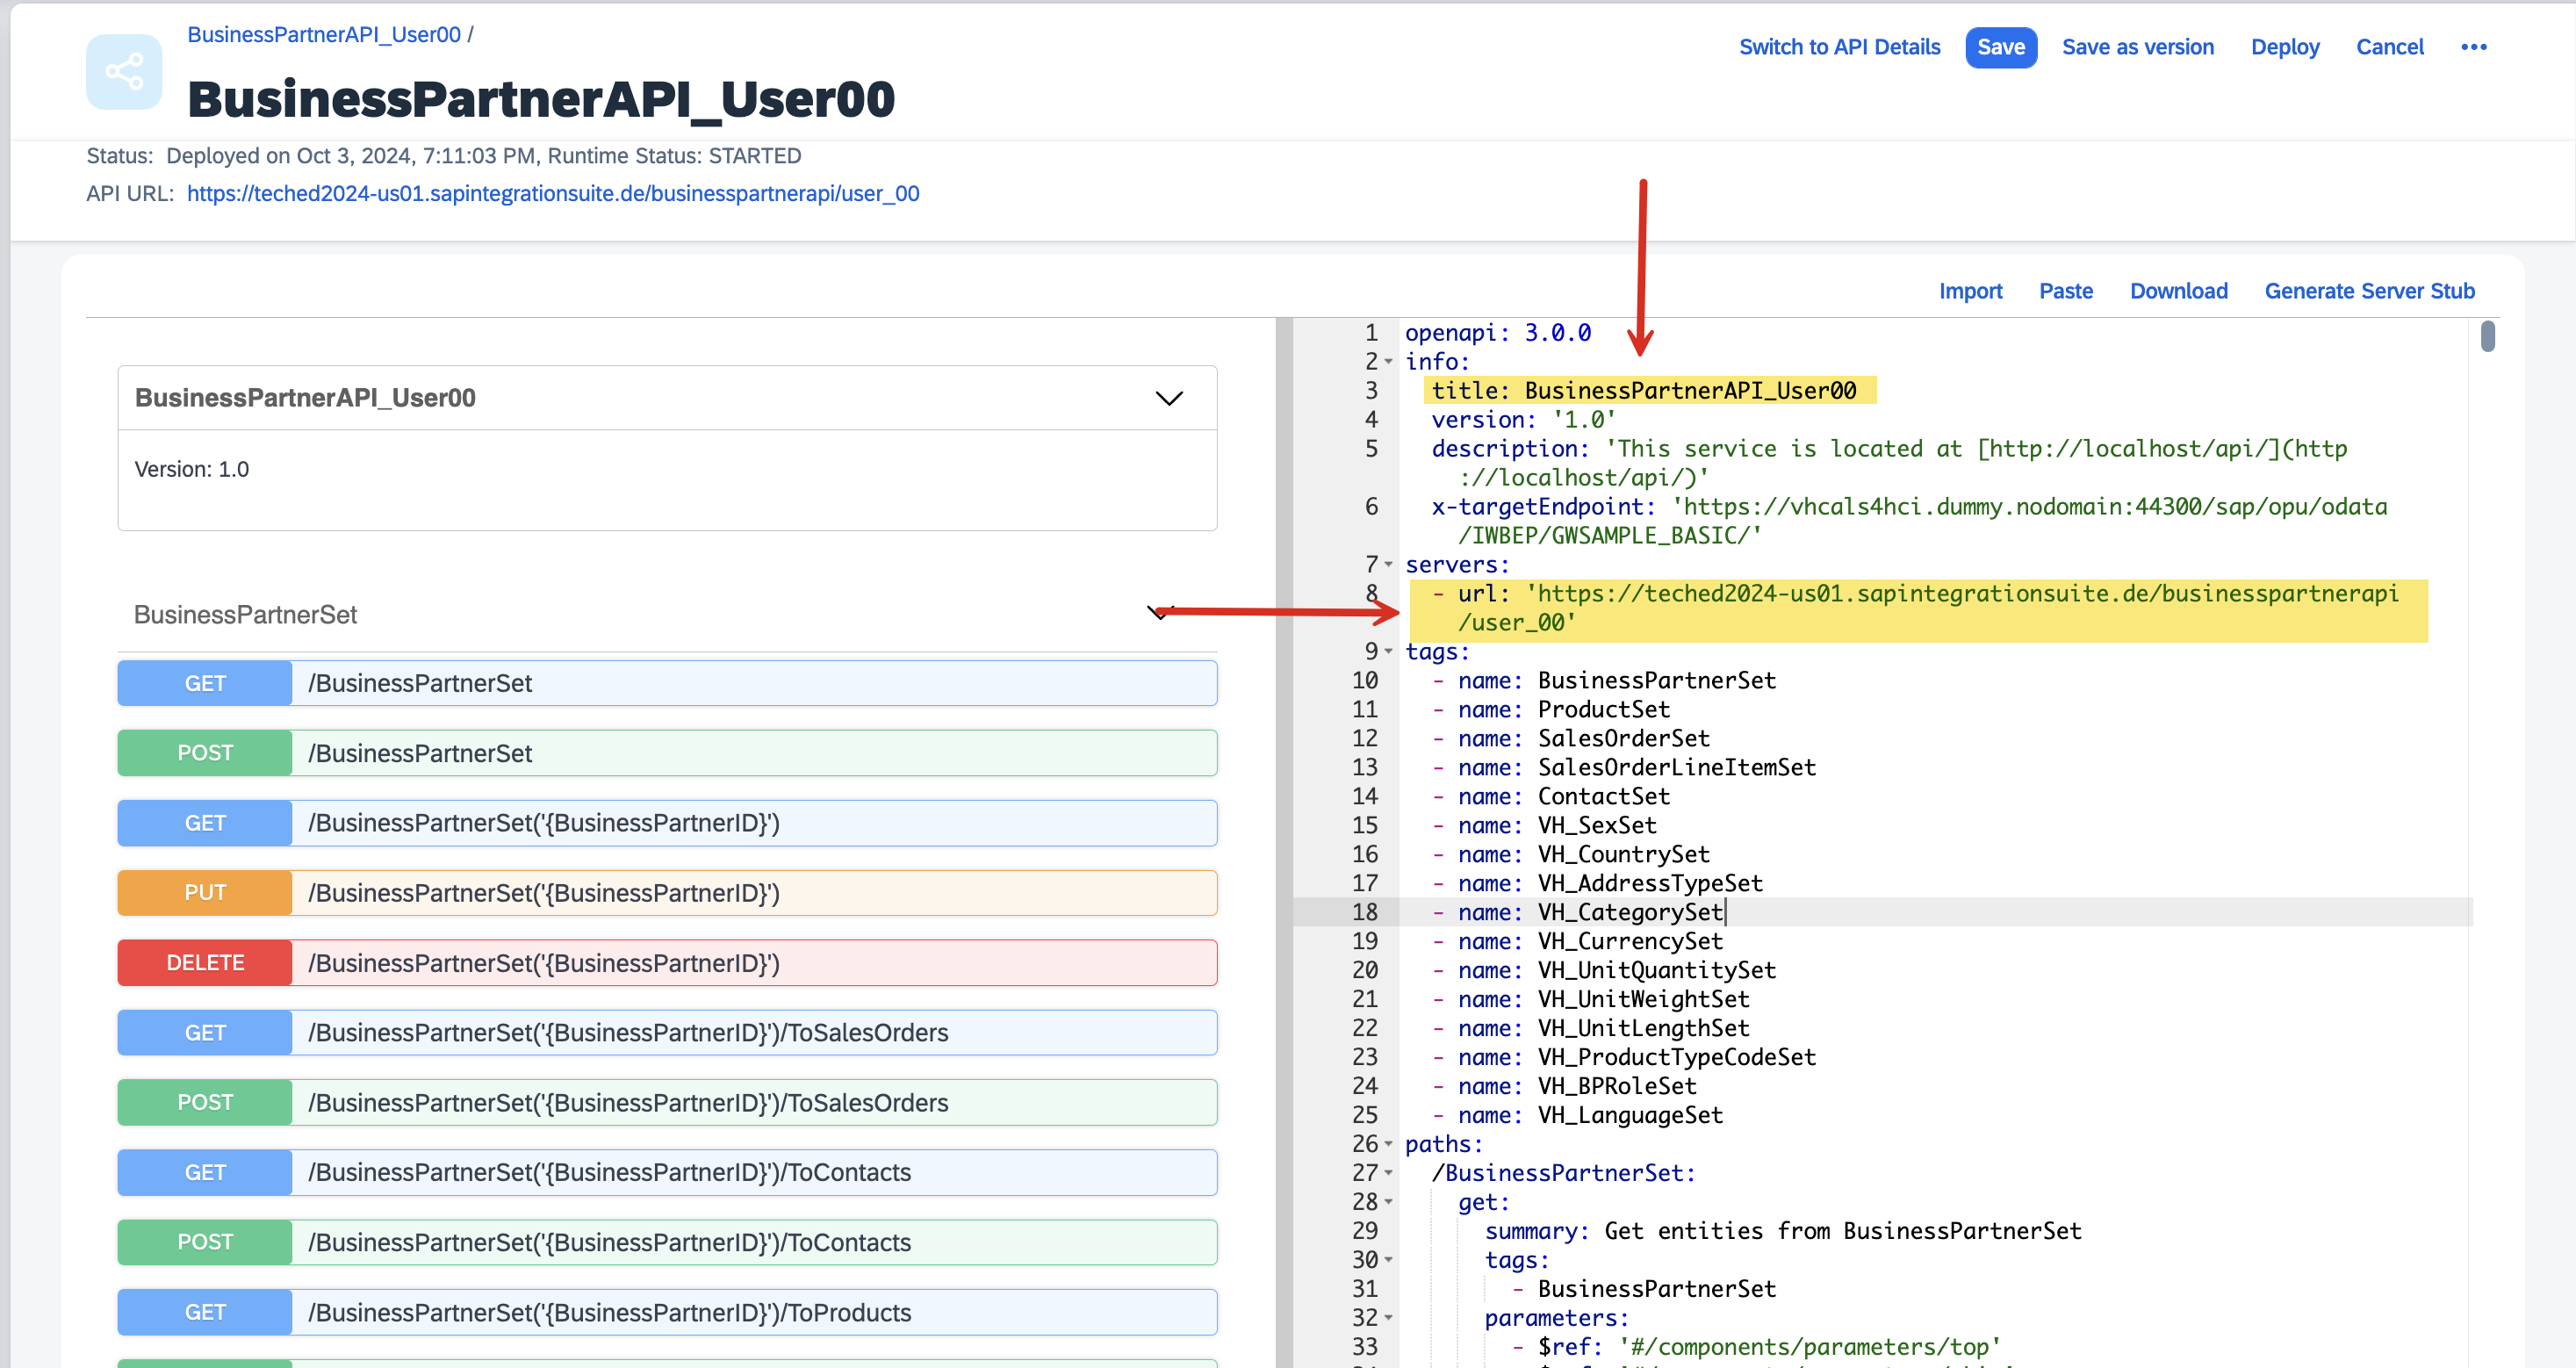 BusinessPartnerAPI_User00 /
Switch to API Details Save Save as version Deploy Cancel •••
BusinessPartnerAPI_User00
Status: Deployed on Oct 3, 2024, 7:11:03 PM, Runtime Status: STARTED
API URL: https://teched2024-us01.sapintegrationsuite.de/businesspartnerapi/user_00
Import Paste Download Generate Server Stub
BusinessPartnerAPI_User00
Version: 1.0
BusinessPartnerSet
GET /BusinessPartnerSet
POST /BusinessPartnerSet
GET /BusinessPartnerSet('{BusinessPartnerID}')
PUT /BusinessPartnerSet('{BusinessPartnerID}')
DELETE /BusinessPartnerSet('{BusinessPartnerID}')
GET /BusinessPartnerSet('{BusinessPartnerID}')/ToSalesOrders
POST /BusinessPartnerSet('{BusinessPartnerID}')/ToSalesOrders
GET /BusinessPartnerSet('{BusinessPartnerID}')/ToContacts
POST /BusinessPartnerSet('{BusinessPartnerID}')/ToContacts
GET /BusinessPartnerSet('{BusinessPartnerID}')/ToProducts
1 openapi: 3.0.0
2 info:
3 title: BusinessPartnerAPI_User00
4 version: '1.0'
5 description: 'This service is located at [http://localhost/api/](http
://localhost/api/)'
6 x-targetEndpoint: 'https://vhcals4hci.dummy.nodomain:44300/sap/opu/odata
/IWBEP/GWSAMPLE_BASIC/'
7 servers:
8 - url: 'https://teched2024-us01.sapintegrationsuite.de/businesspartnerapi
/user_00'
9 tags:
10 - name: BusinessPartnerSet
11 - name: ProductSet
12 - name: SalesOrderSet
13 - name: SalesOrderLineItemSet
14 - name: ContactSet
15 - name: VH_SexSet
16 - name: VH_CountrySet
17 - name: VH_AddressTypeSet
18 - name: VH_CategorySet
19 - name: VH_CurrencySet
20 - name: VH_UnitQuantitySet
21 - name: VH_UnitWeightSet
22 - name: VH_UnitLengthSet
23 - name: VH_ProductTypeCodeSet
24 - name: VH_BPRoleSet
25 - name: VH_LanguageSet
26 paths:
27 /BusinessPartnerSet:
28 get:
29 summary: Get entities from BusinessPartnerSet
30 tags:
31 - BusinessPartnerSet
32 parameters:
33 - $ref: '#/components/parameters/top'